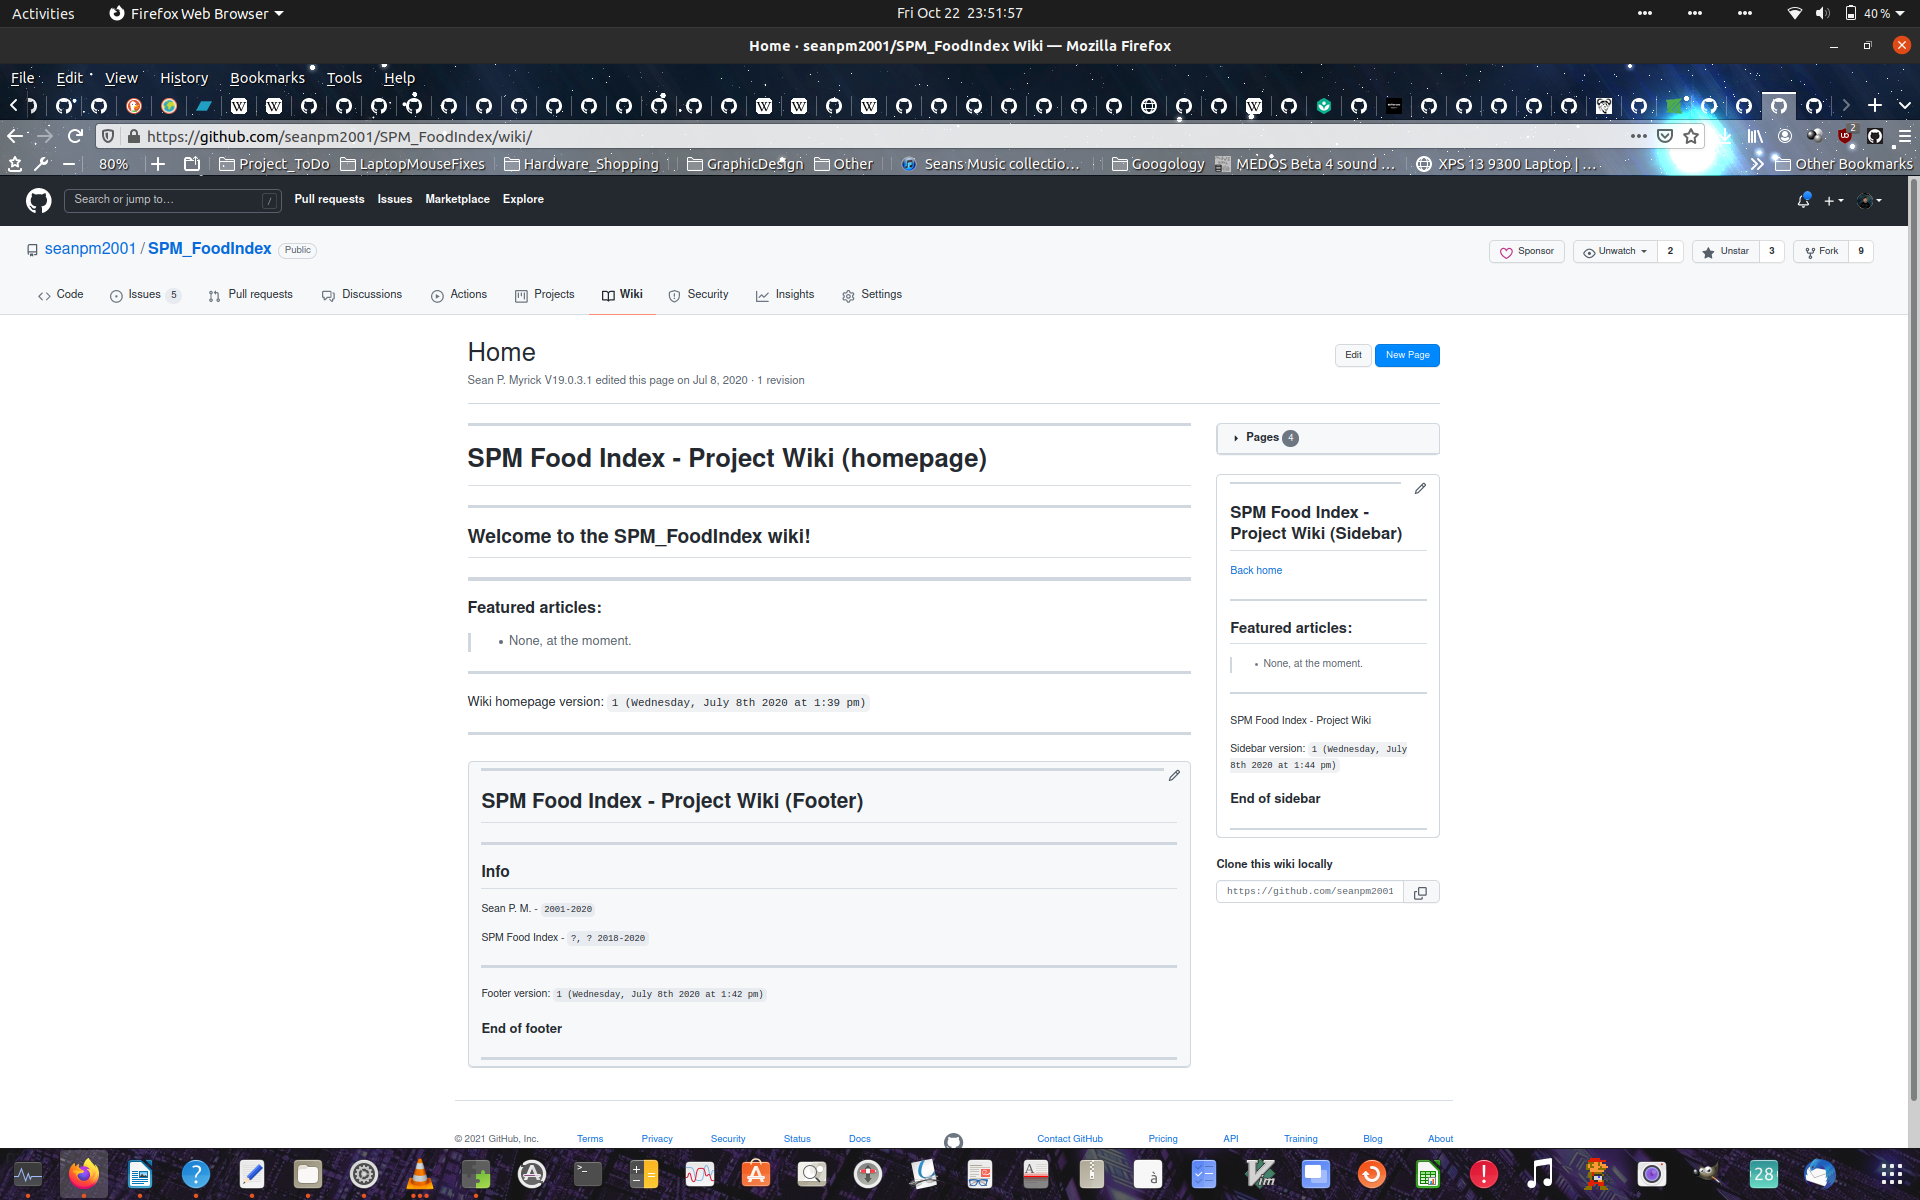 Activities
Firefox Web Browser
Fri Oct 22  23:51:57
40 %
Home · seanpm2001/SPM_FoodIndex Wiki — Mozilla Firefox
File Edit View History Bookmarks Tools Help
https://github.com/seanpm2001/SPM_FoodIndex/wiki/
2
80%
Project_ToDo
LaptopMouseFixes
Hardware_Shopping
GraphicDesign
Other
Seans Music collectio…
Googology
MEDOS Beta 4 sound …
XPS 13 9300 Laptop | …
Other Bookmarks
Search or jump to… /
Pull requests Issues Marketplace Explore
seanpm2001 / SPM_FoodIndex Public
Sponsor
Unwatch 2
Unstar 3
Fork 9
Code
Issues 5
Pull requests
Discussions
Actions
Projects
Wiki
Security
Insights
Settings
Home
Edit New Page
Sean P. Myrick V19.0.3.1 edited this page on Jul 8, 2020 · 1 revision
SPM Food Index - Project Wiki (homepage)
Welcome to the SPM_FoodIndex wiki!
Featured articles:
• None, at the moment.
Wiki homepage version: 1 (Wednesday, July 8th 2020 at 1:39 pm)
SPM Food Index - Project Wiki (Footer)
Info
Sean P. M. - 2001-2020
SPM Food Index - ?, ? 2018-2020
Footer version: 1 (Wednesday, July 8th 2020 at 1:42 pm)
End of footer
Pages 4
SPM Food Index -
Project Wiki (Sidebar)
Back home
Featured articles:
• None, at the moment.
SPM Food Index - Project Wiki
Sidebar version: 1 (Wednesday, July
8th 2020 at 1:44 pm)
End of sidebar
Clone this wiki locally
https://github.com/seanpm2001
© 2021 GitHub, Inc. Terms Privacy Security Status Docs Contact GitHub Pricing API Training Blog About
28